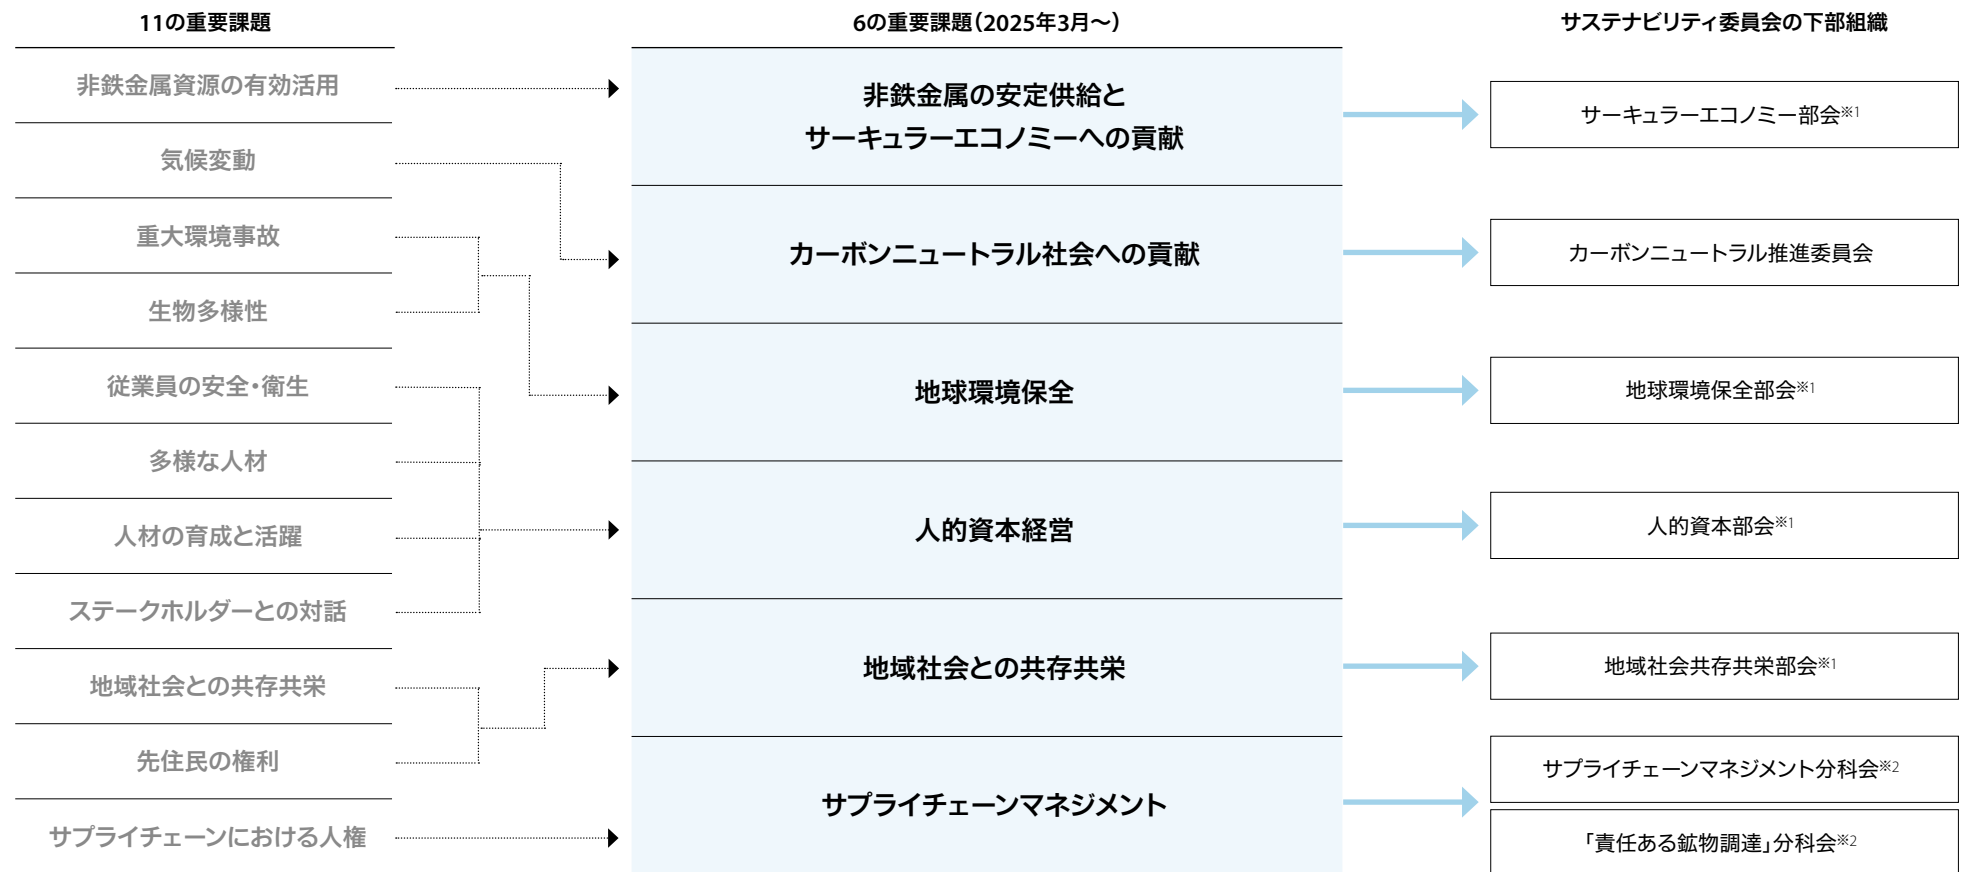 11の重要課題
非鉄金属資源の有効活用
気候変動
重大環境事故
生物多様性
従業員の安全・衛生
多様な人材
人材の育成と活躍
ステークホルダーとの対話
地域社会との共存共栄
先住民の権利
サプライチェーンにおける人権
6の重要課題（2025年3月～）
非鉄金属の安定供給と
サーキュラーエコノミーへの貢献
カーボンニュートラル社会への貢献
地球環境保全
人的資本経営
地域社会との共存共栄
サプライチェーンマネジメント
サステナビリティ委員会の下部組織
サーキュラーエコノミー部会※1
カーボンニュートラル推進委員会
地球環境保全部会※1
人的資本部会※1
地域社会共存共栄部会※1
サプライチェーンマネジメント分科会※2
「責任ある鉱物調達」分科会※2